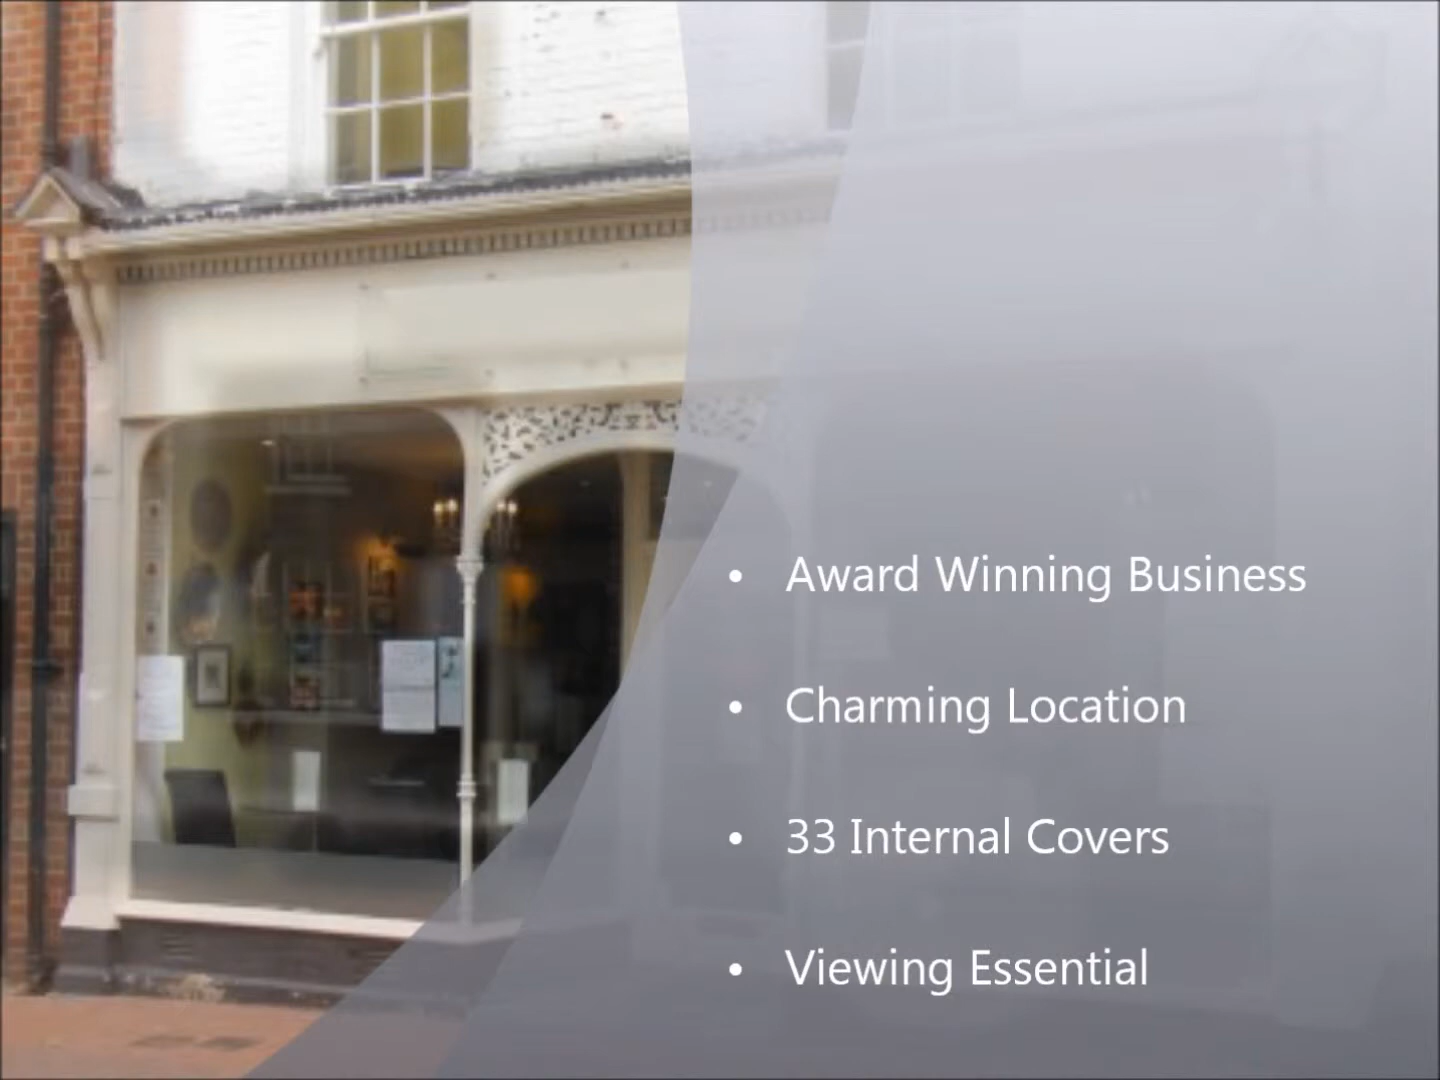 • Award Winning Business
• Charming Location
• 33 Internal Covers
• Viewing Essential